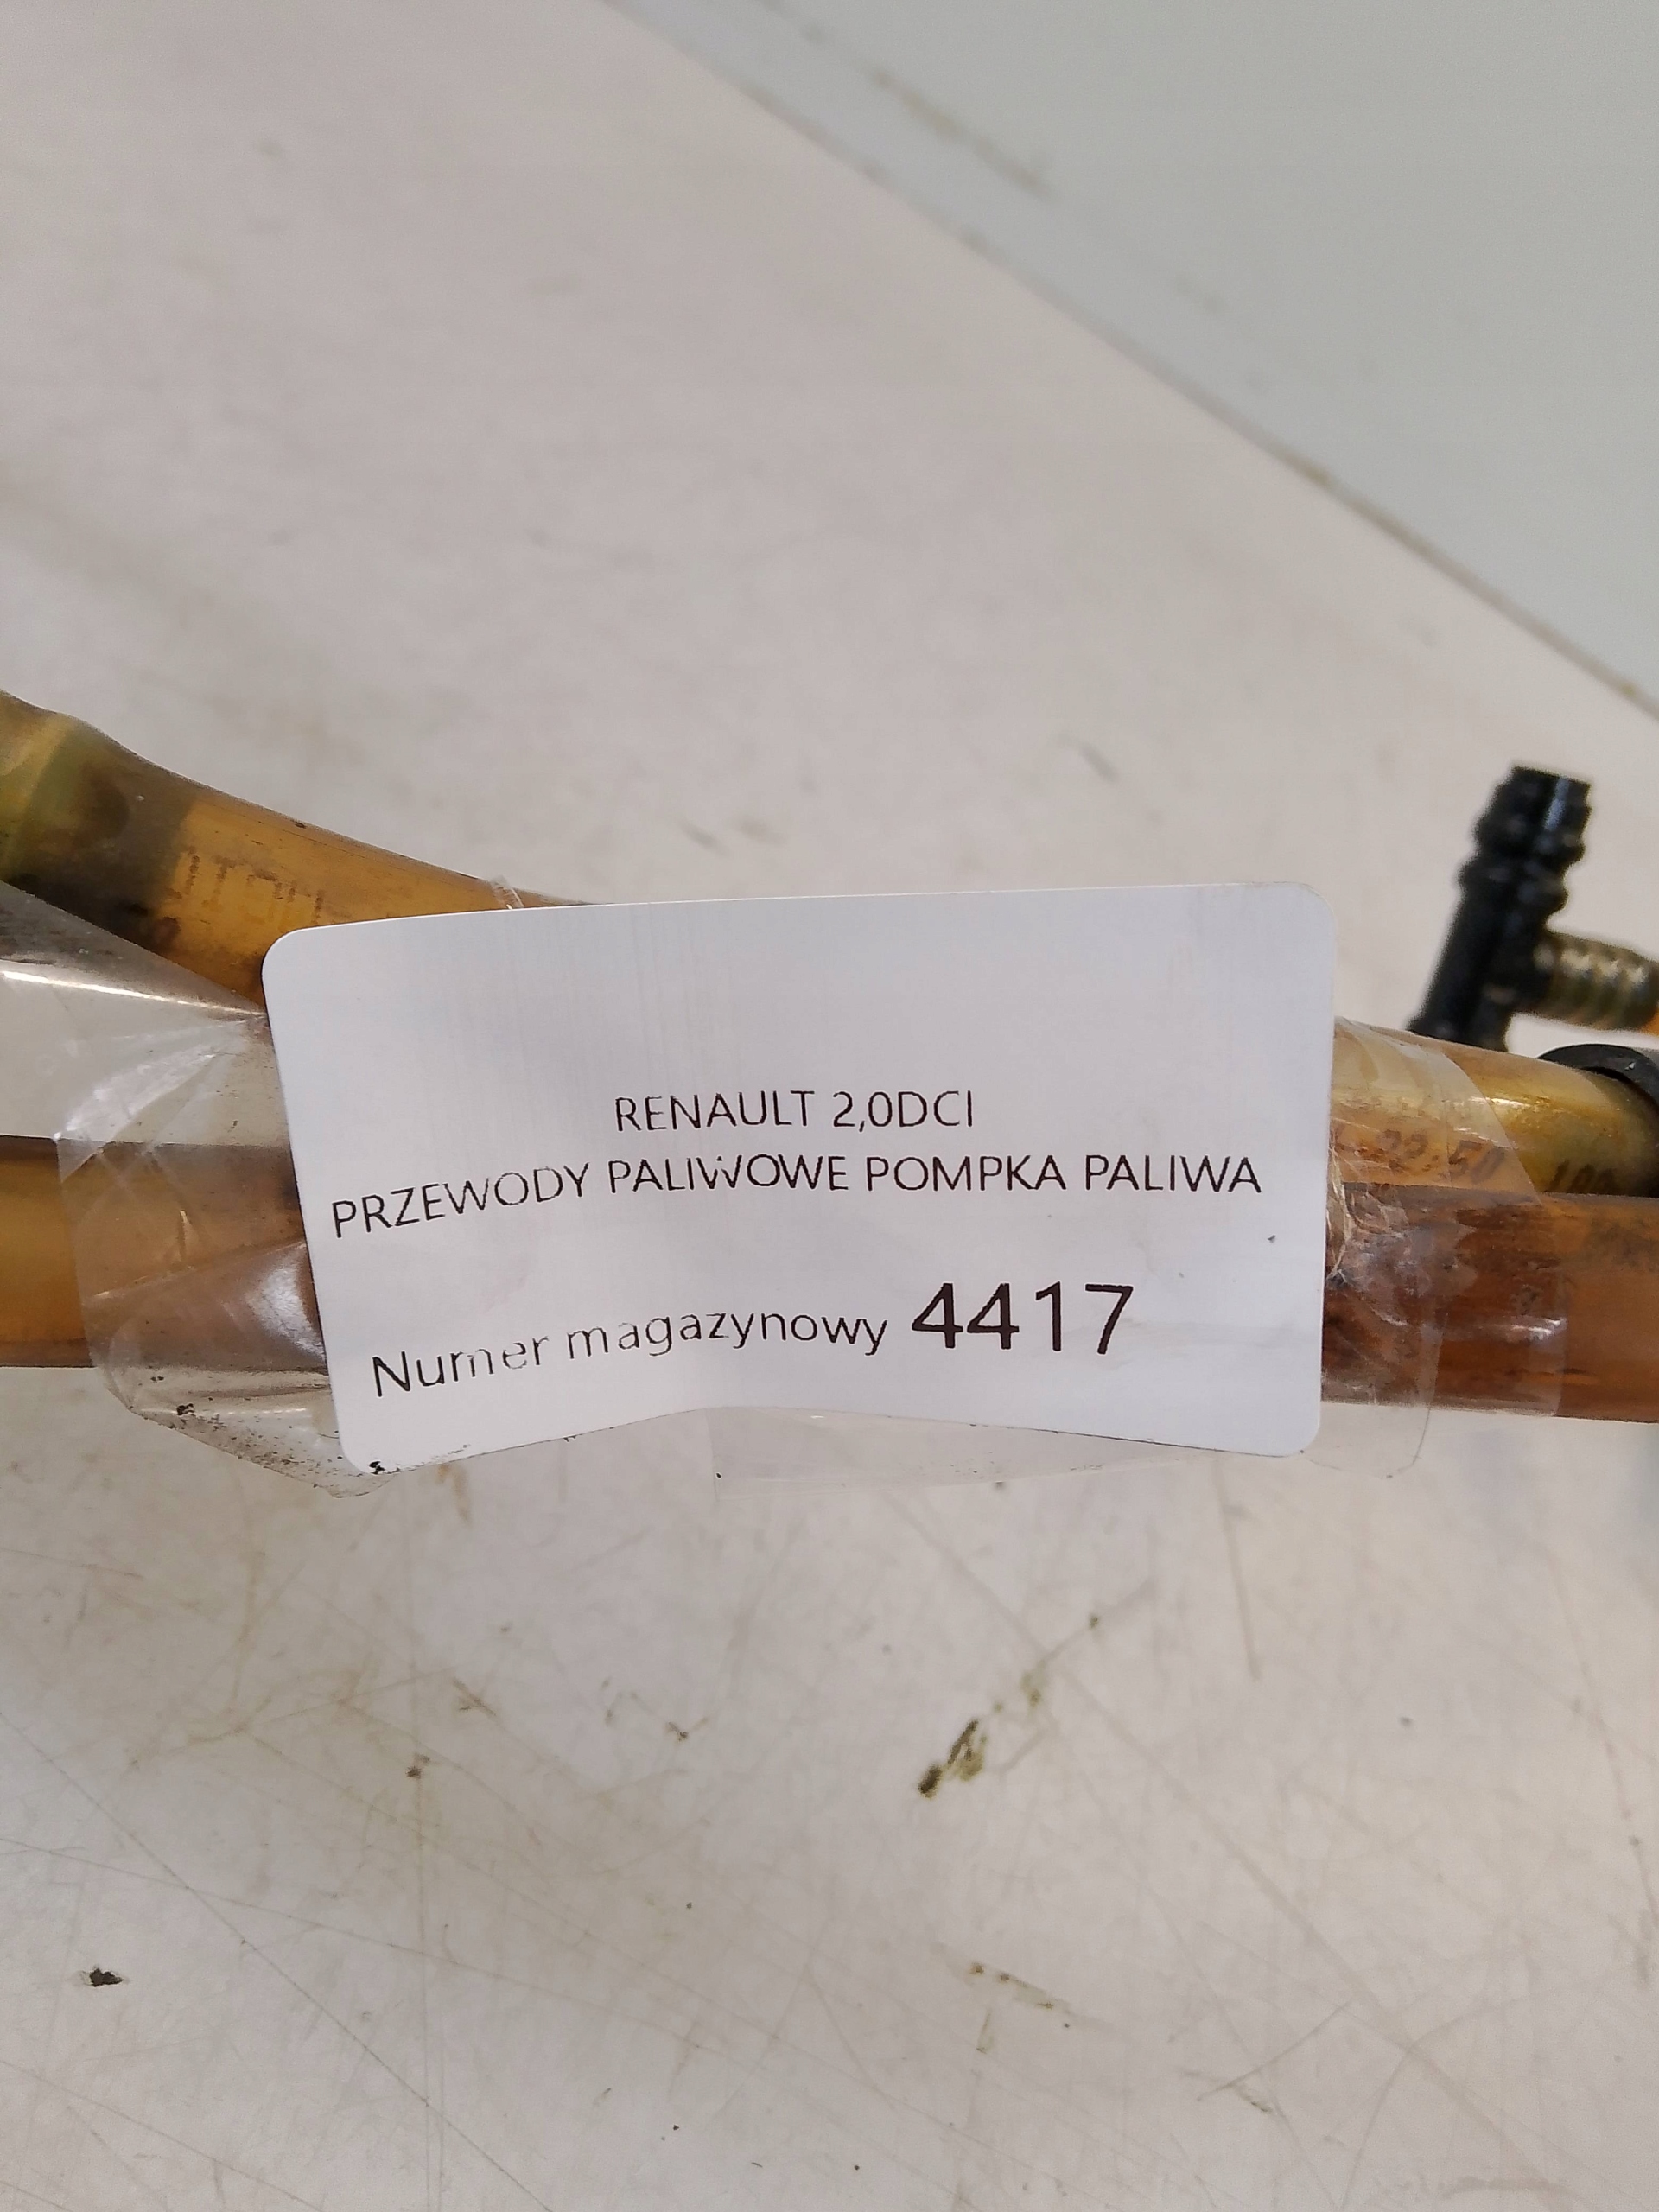 RENAULT 2,0DCI
PRZEWODY PALIWOWE POMPKA PALIWA
Numer magazynowy 4417